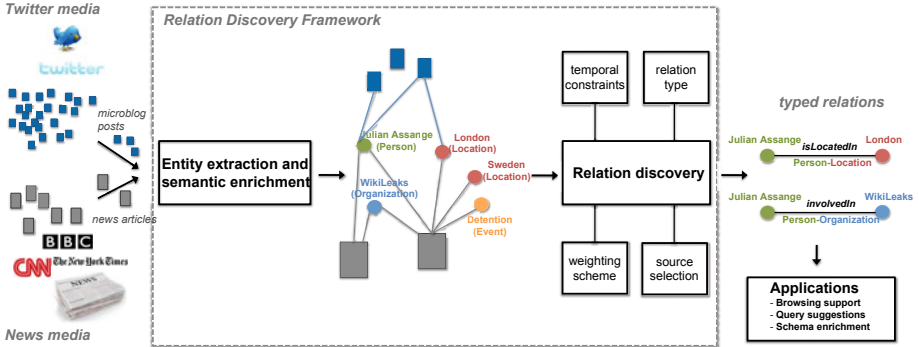 Twitter media
twitter
microblog
posts
news articles
BBC
CNN
The New York Times
NEWS
News media
Relation Discovery Framework
Entity extraction and
semantic enrichment
Julian Assange
(Person)
London
(Location)
Sweden
(Location)
WikiLeaks
(Organization)
Detention
(Event)
temporal
constraints
relation
type
Relation discovery
weighting
scheme
source
selection
typed relations
Julian Assange
isLocatedIn
London
Person-Location
Julian Assange
involvedIn
WikiLeaks
Person-Organization
Applications
- Browsing support
- Query suggestions
- Schema enrichment